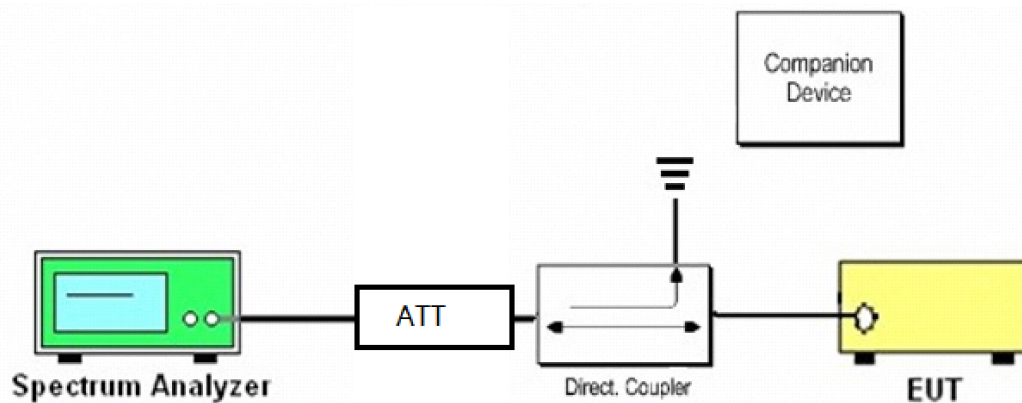 Companion
Device
ATT
Spectrum Analyzer
Direct. Coupler
EUT